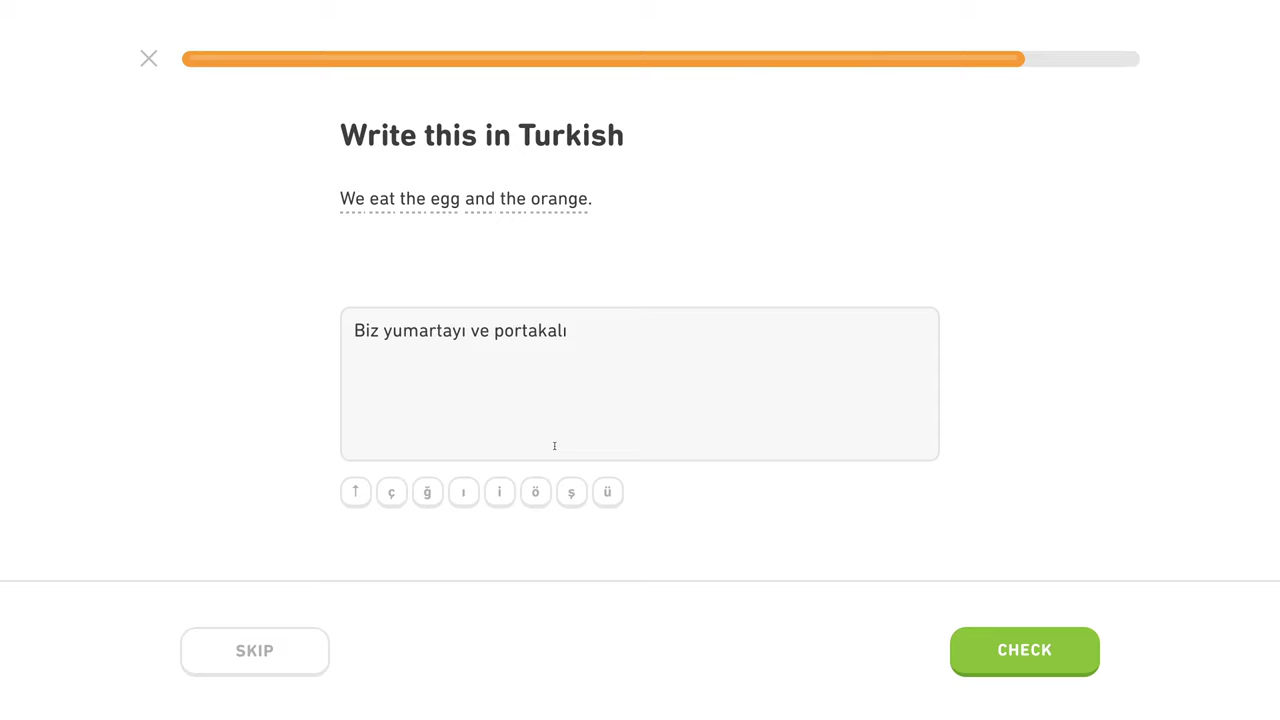 Write this in Turkish
We eat the egg and the orange.
Biz yumartayı ve portakalı
↑ ç ğ ı i ö ş ü
SKIP
CHECK